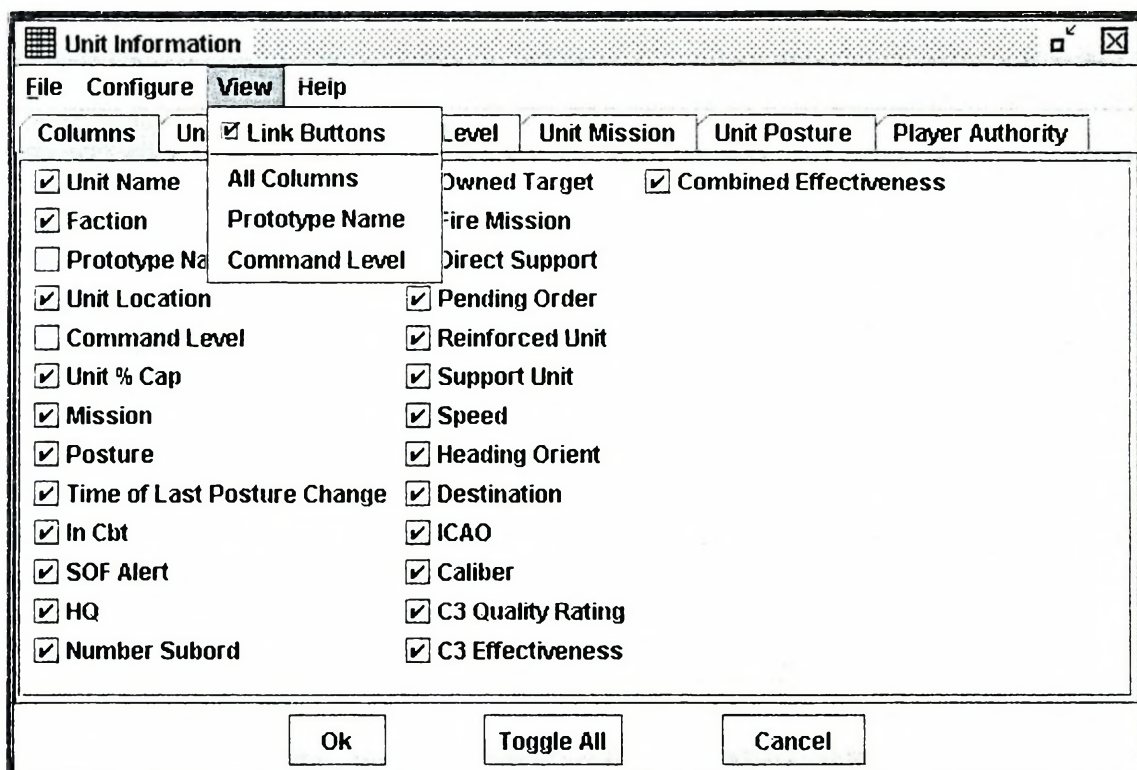 Unit Information
File Configure View Help
Columns Un Level Unit Mission Unit Posture Player Authority
Link Buttons
All Columns
Prototype Name
Command Level
Unit Name
Faction
Prototype Na
Unit Location
Command Level
Unit % Cap
Mission
Posture
Time of Last Posture Change
In Cbt
SOF Alert
HQ
Number Subord
Owned Target
Fire Mission
Direct Support
Pending Order
Reinforced Unit
Support Unit
Speed
Heading Orient
Destination
ICAO
Caliber
C3 Quality Rating
C3 Effectiveness
Combined Effectiveness
Ok Toggle All Cancel